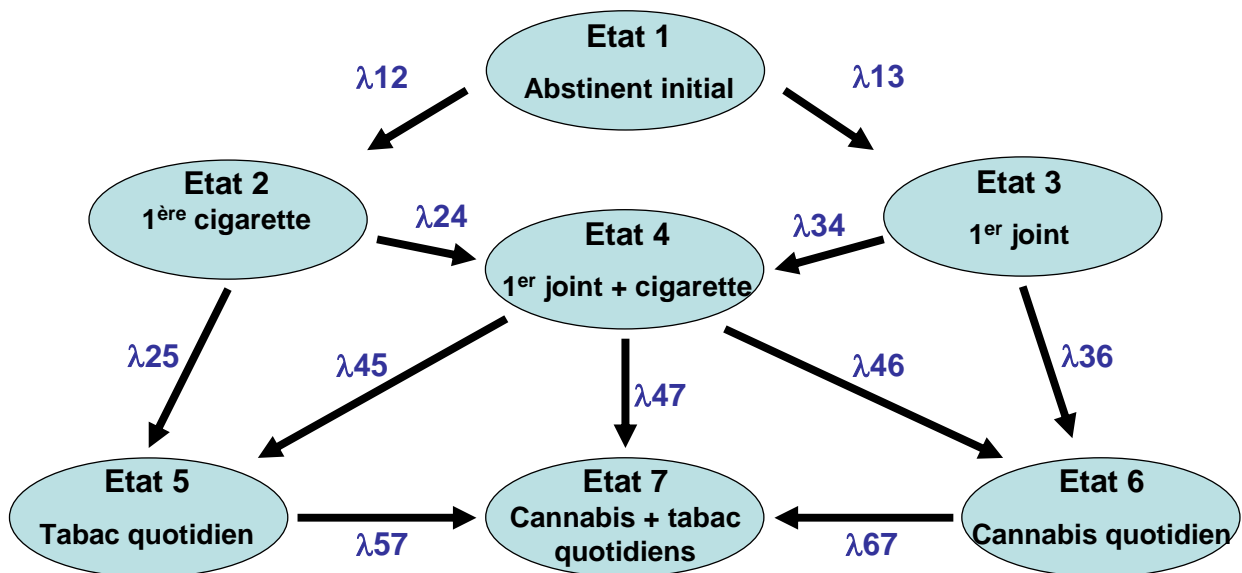 Etat 1
Abstinent initial
λ12
λ13
Etat 2
1ère cigarette
Etat 3
1er joint
λ24
λ34
Etat 4
1er joint + cigarette
λ25
λ45
λ47
λ46
λ36
Etat 5
Tabac quotidien
Etat 7
Cannabis + tabac
quotidiens
Etat 6
Cannabis quotidien
λ57
λ67